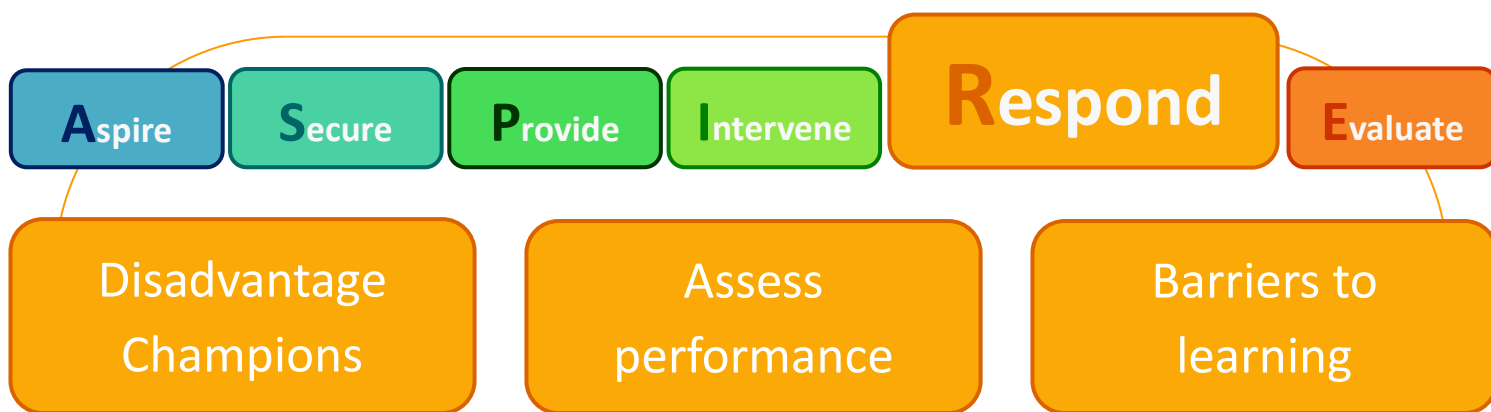 Aspire Secure Provide Intervene Respond Evaluate
Disadvantage Assess Barriers to
Champions performance learning